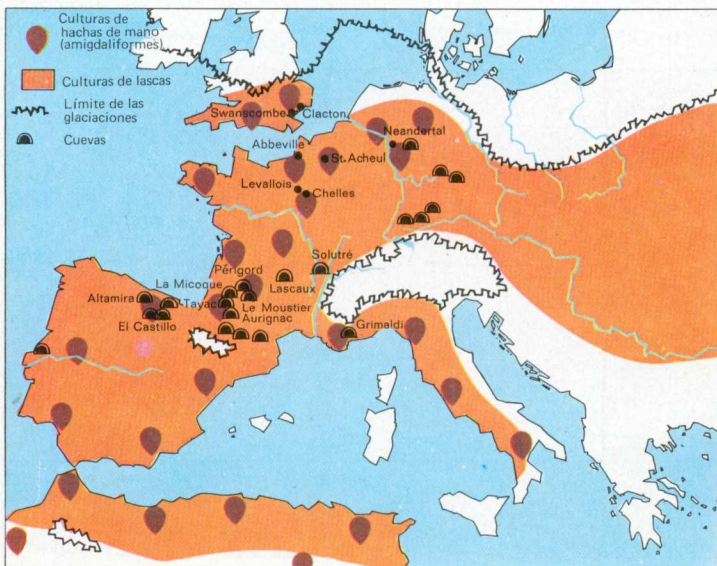 Culturas de
hachas de mano
(amigdaliformes)
Culturas de lascas
Límite de las
glaciaciones
Cuevas
Swanscombe
Clacton
Abbeville
Neandertal
St. Acheul
Levallois
Chelles
Solutré
Périgord
La Micoque
Lascaux
Altamira
Tayac
Le Moustier
El Castillo
Aurignac
Grimaldi